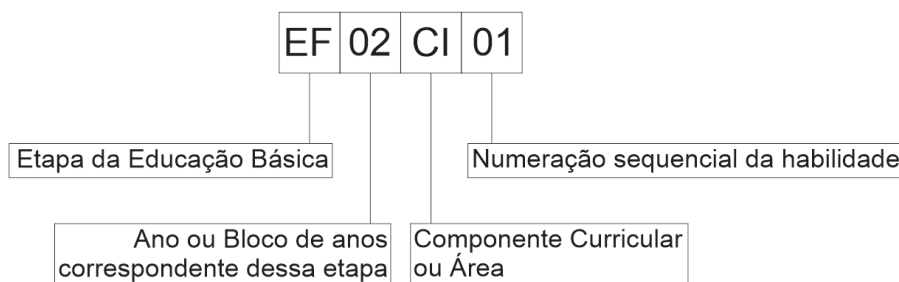 EF 02 CI 01
Etapa da Educação Básica
Numeração sequencial da habilidade
Ano ou Bloco de anos
correspondente dessa etapa
Componente Curricular
ou Área